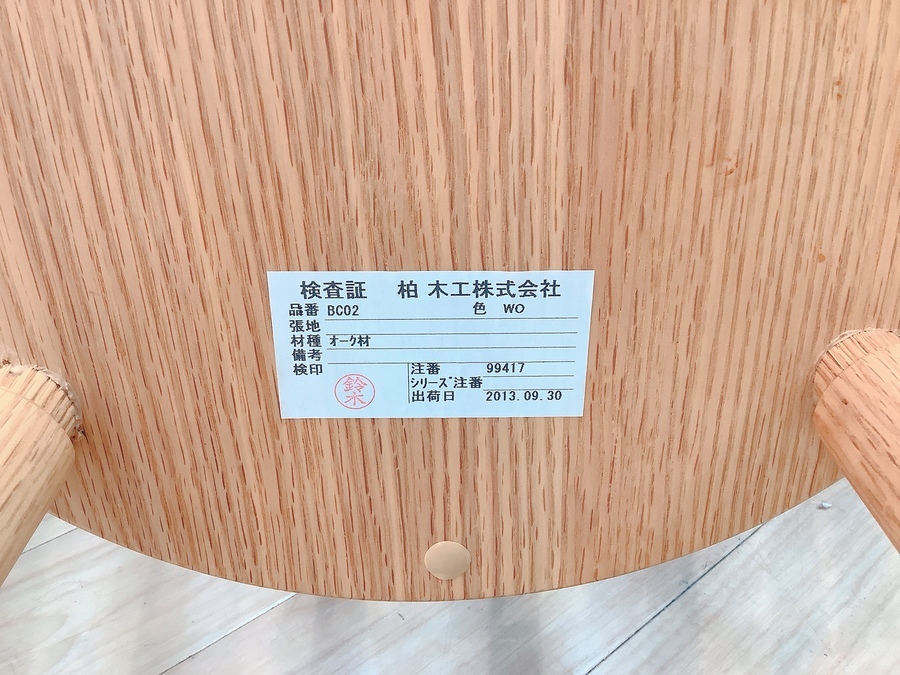 検査証 柏 木工株式会社
品番 BC02 色 WO
張地
材種 オーク材
備考
検印 注番 99417
シリーズ注番
鈴木
出荷日 2013.09.30